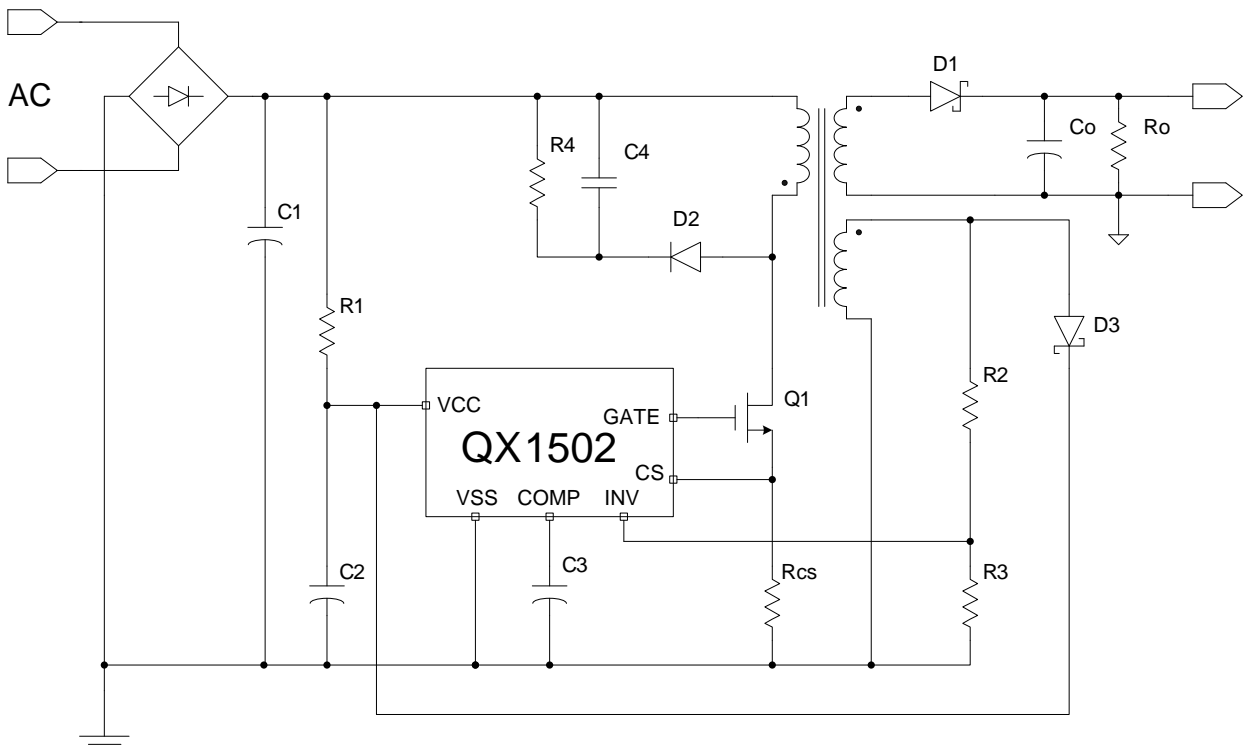 AC
D1
Co
Ro
R4
C4
D2
C1
R1
D3
R2
Q1
VCC
GATE
QX1502
CS
VSS
COMP
INV
C2
C3
Rcs
R3